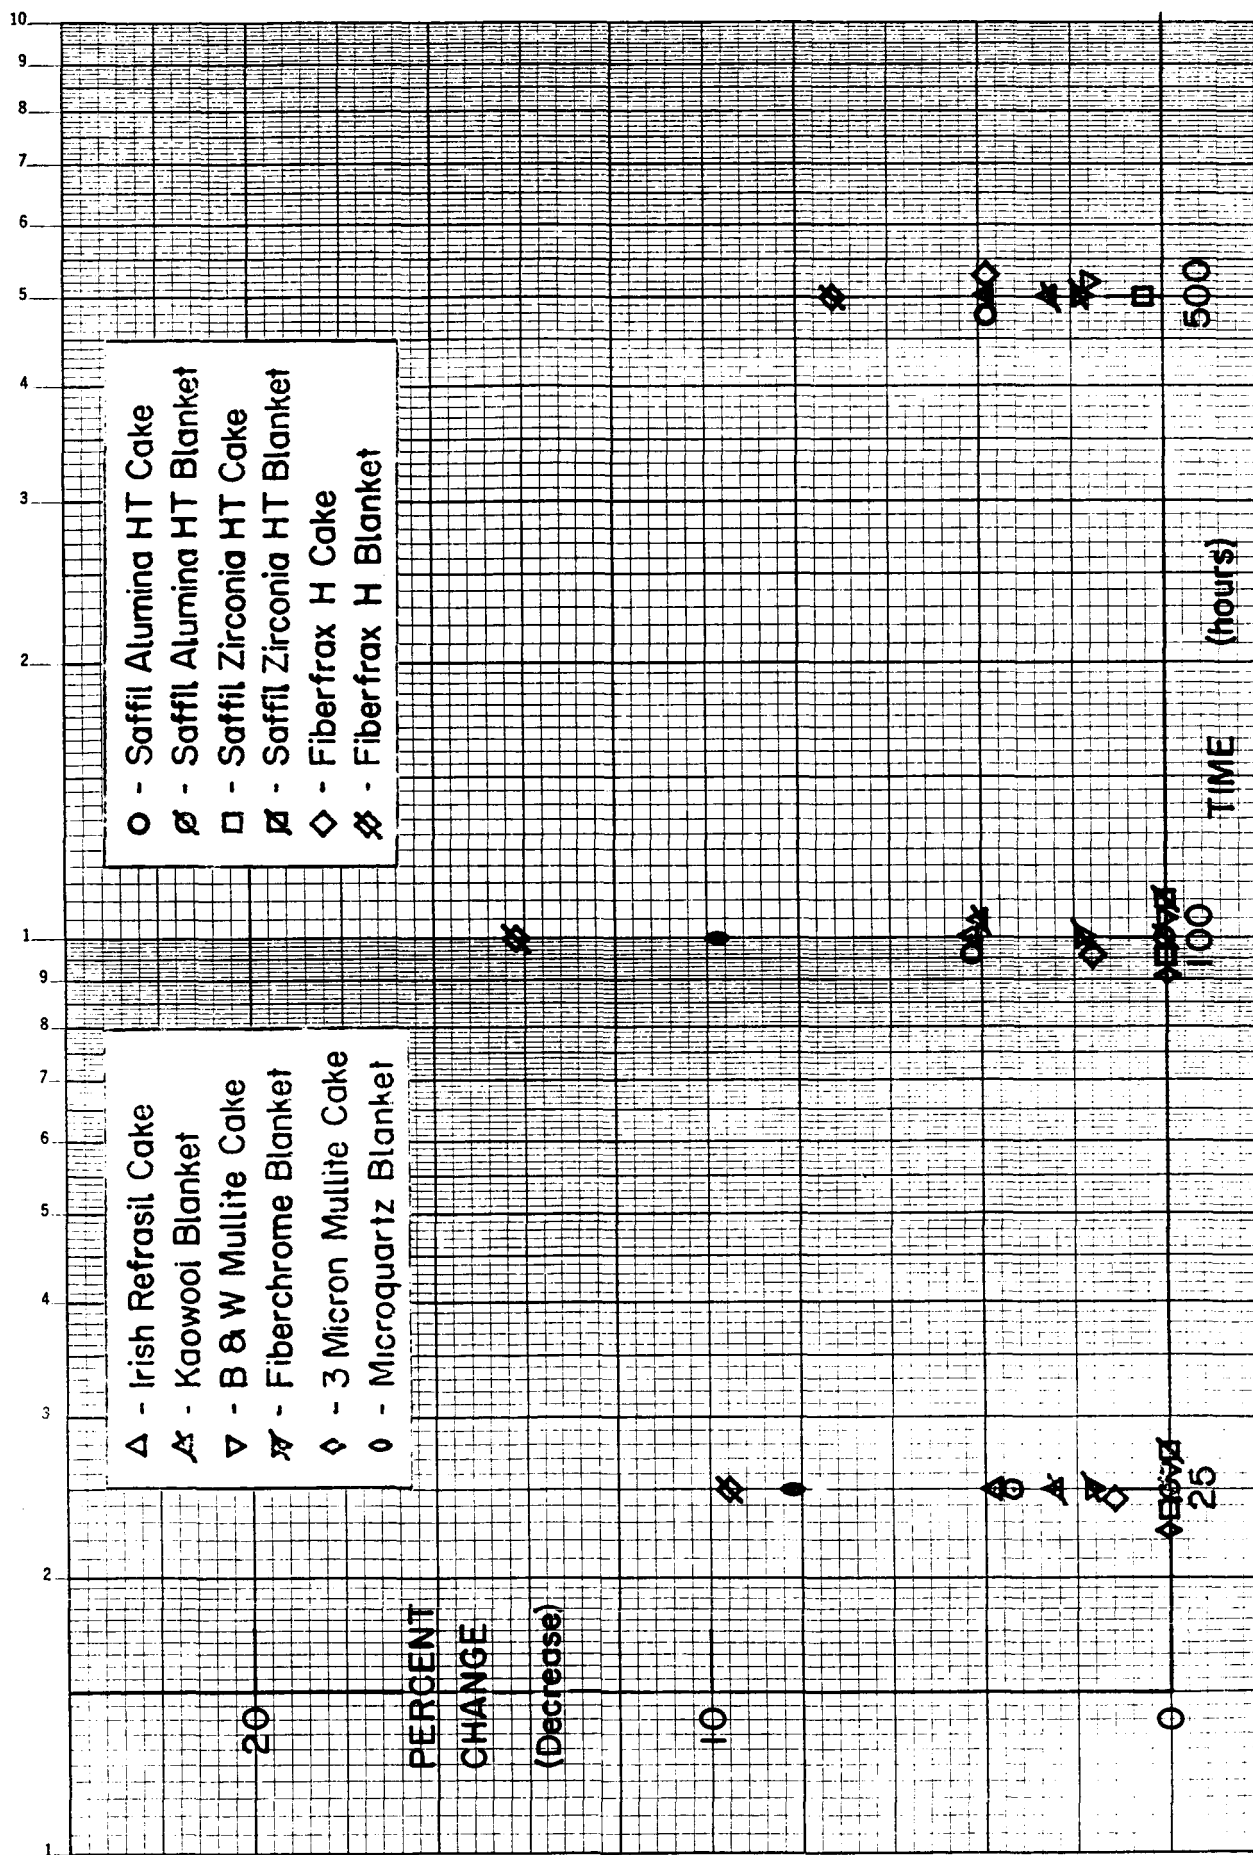 PERCENT
CHANGE
(Decrease)
20
10
0
△ - Irish Refrasil Cake
- Kaowool Blanket
▽ - B & W Mullite Cake
- Fiberchrome Blanket
◇ - 3 Micron Mullite Cake
- Microquartz Blanket
○ - Saffil Alumina HT Cake
- Saffil Alumina HT Blanket
□ - Saffil Zirconia HT Cake
- Saffil Zirconia HT Blanket
◇ - Fiberfrax H Cake
- Fiberfrax H Blanket
25
100
500
TIME (hours)
1
2
3
4
5
6
7
8
9
1
2
3
4
5
6
7
8
9
10